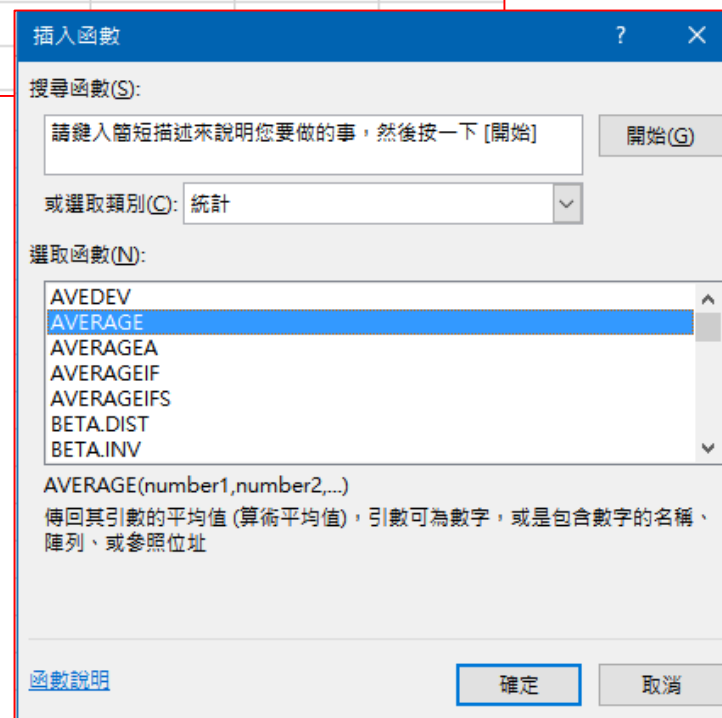 插入函數 ?
搜尋函數(S):
請鍵入簡短描述來說明您要做的事，然後按一下 [開始]
開始(G)
或選取類別(C): 統計
選取函數(N):
AVEDEV
AVERAGE
AVERAGEA
AVERAGEIF
AVERAGEIFS
BETA.DIST
BETA.INV
AVERAGE(number1,number2,...)
傳回其引數的平均值 (算術平均值)，引數可為數字，或是包含數字的名稱、
陣列、或參照位址
函數說明
確定
取消